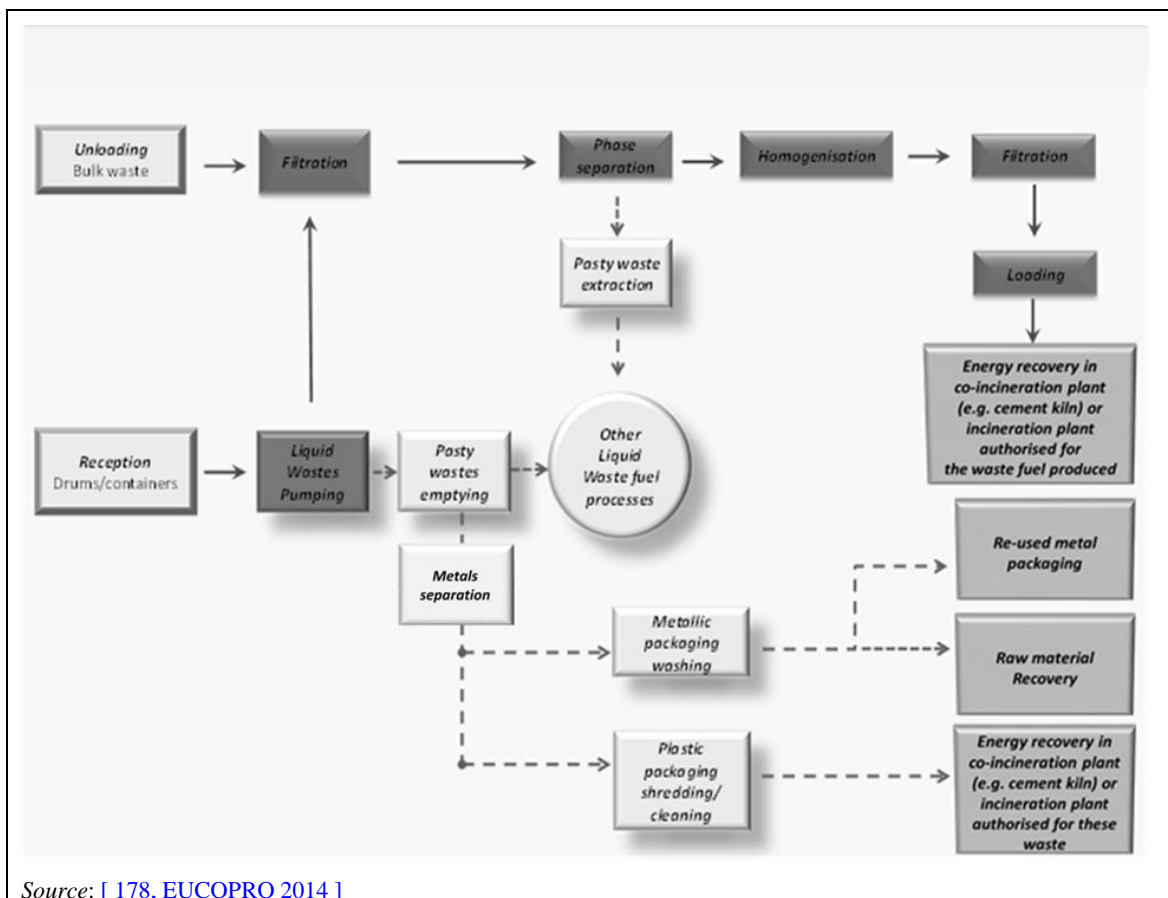 Unloading
Bulk waste
Filtration
Phase
separation
Homogenisation
Filtration
Pasty waste
extraction
Loading
Energy recovery in
co-incineration plant
(e.g. cement kiln) or
incineration plant
authorised for
the waste fuel produced
Reception
Drums/containers
Liquid
Wastes
Pumping
Pasty
wastes
emptying
Other
Liquid
Waste fuel
processes
Metals
separation
Re-used metal
packaging
Metallic
packaging
washing
Raw material
Recovery
Plastic
packaging
shredding/
cleaning
Energy recovery in
co-incineration plant
(e.g. cement kiln) or
incineration plant
authorised for these
waste
Source: [ 178, EUCOPRO 2014 ]